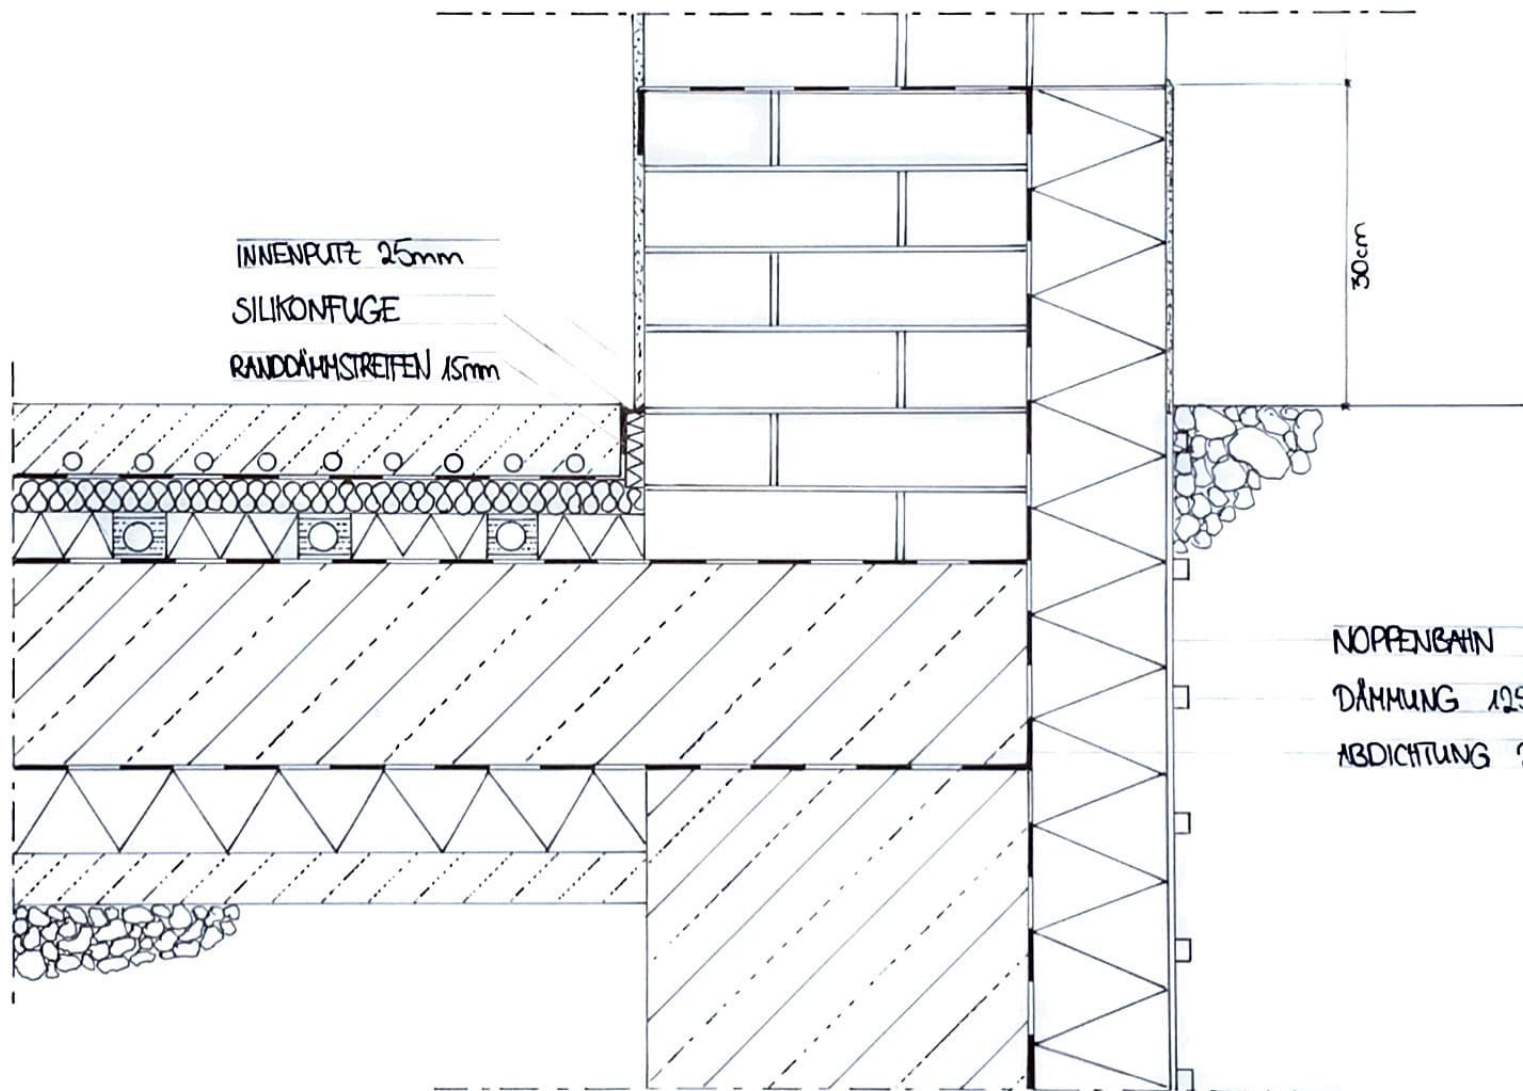 INNENPUTZ 25mm
SILIKONFUGE
RANDDÄMMSTREIFEN 15mm
30cm
NOPPENBAHN
DÄMMUNG
ABDICHTUNG